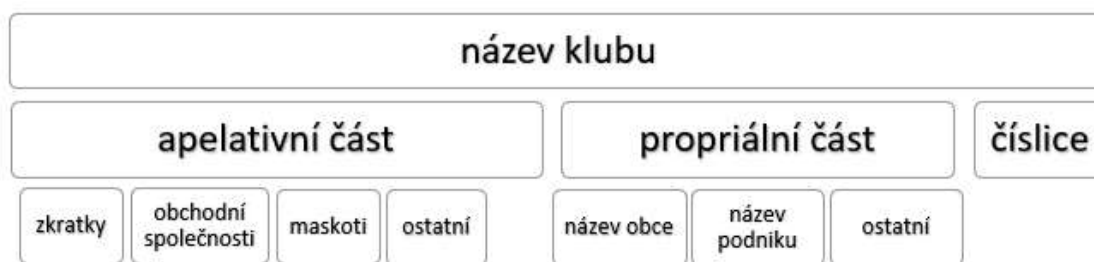 název klubu
apelativní část
propriální část
číslice
zkratky
obchodní
společnosti
maskoti
ostatní
název obce
název
podniku
ostatní